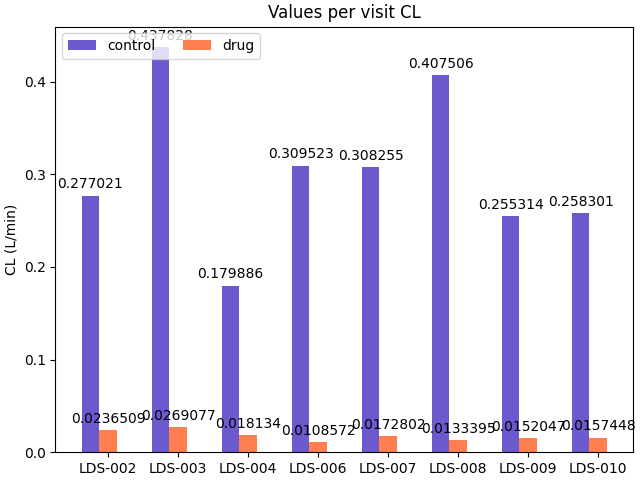 Values per visit CL
control
drug
0.437828
0.407506
0.309523
0.308255
0.277021
0.255314
0.258301
0.179886
0.0236509
0.0269077
0.018134
0.0108572
0.0172802
0.0133395
0.0152047
0.0157448
CL (L/min)
0.4
0.3
0.2
0.1
0.0
LDS-002
LDS-003
LDS-004
LDS-006
LDS-007
LDS-008
LDS-009
LDS-010